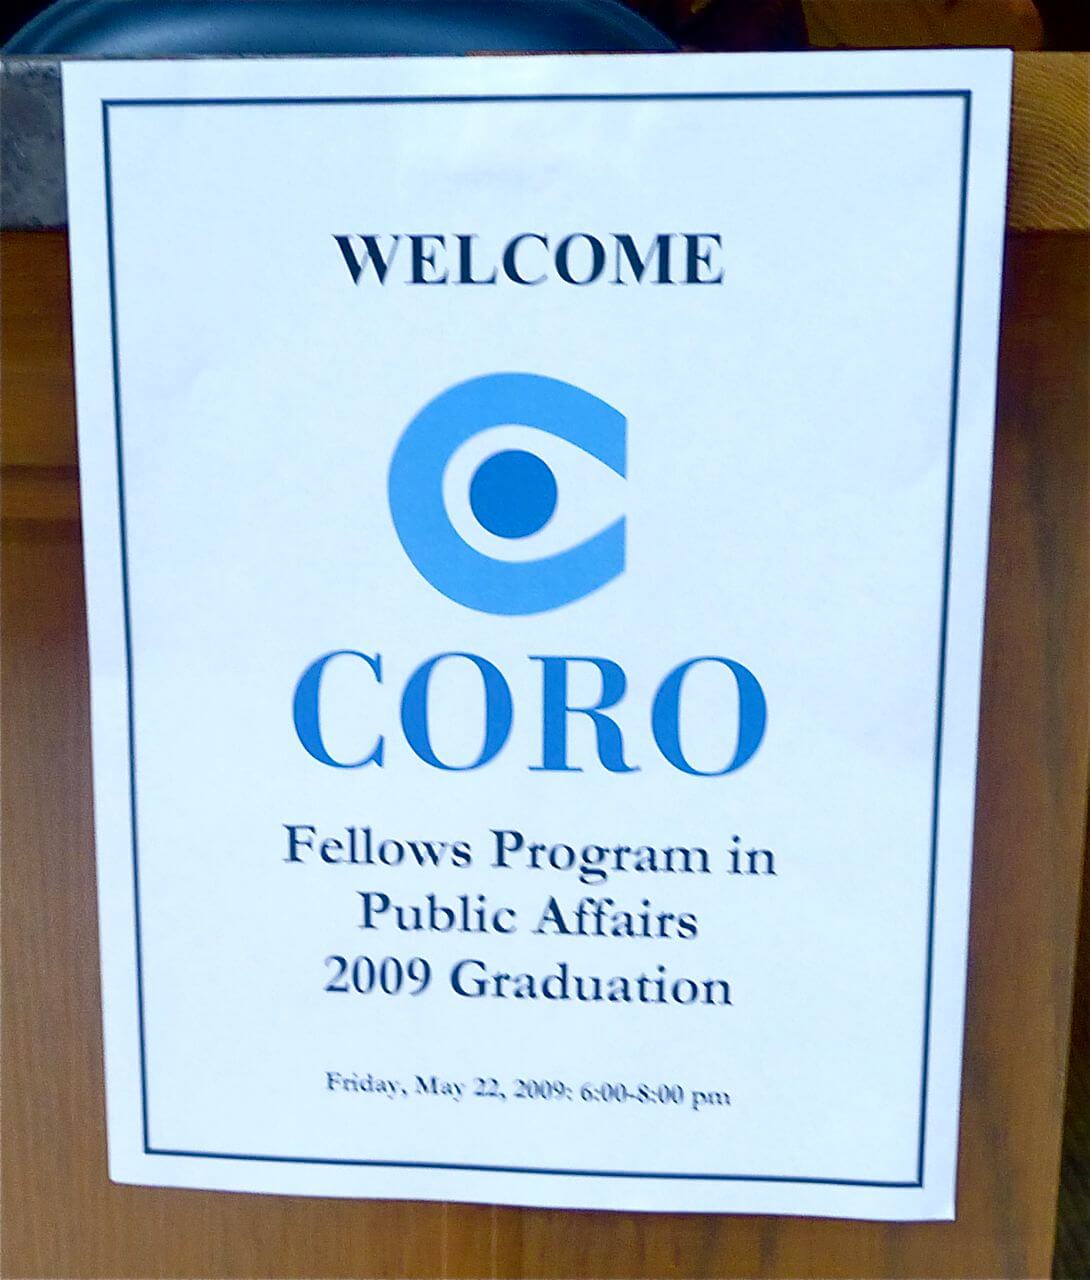 WELCOME
CORO
Fellows Program in
Public Affairs
2009 Graduation
Friday, May 22, 2009: 6:00-8:00 pm